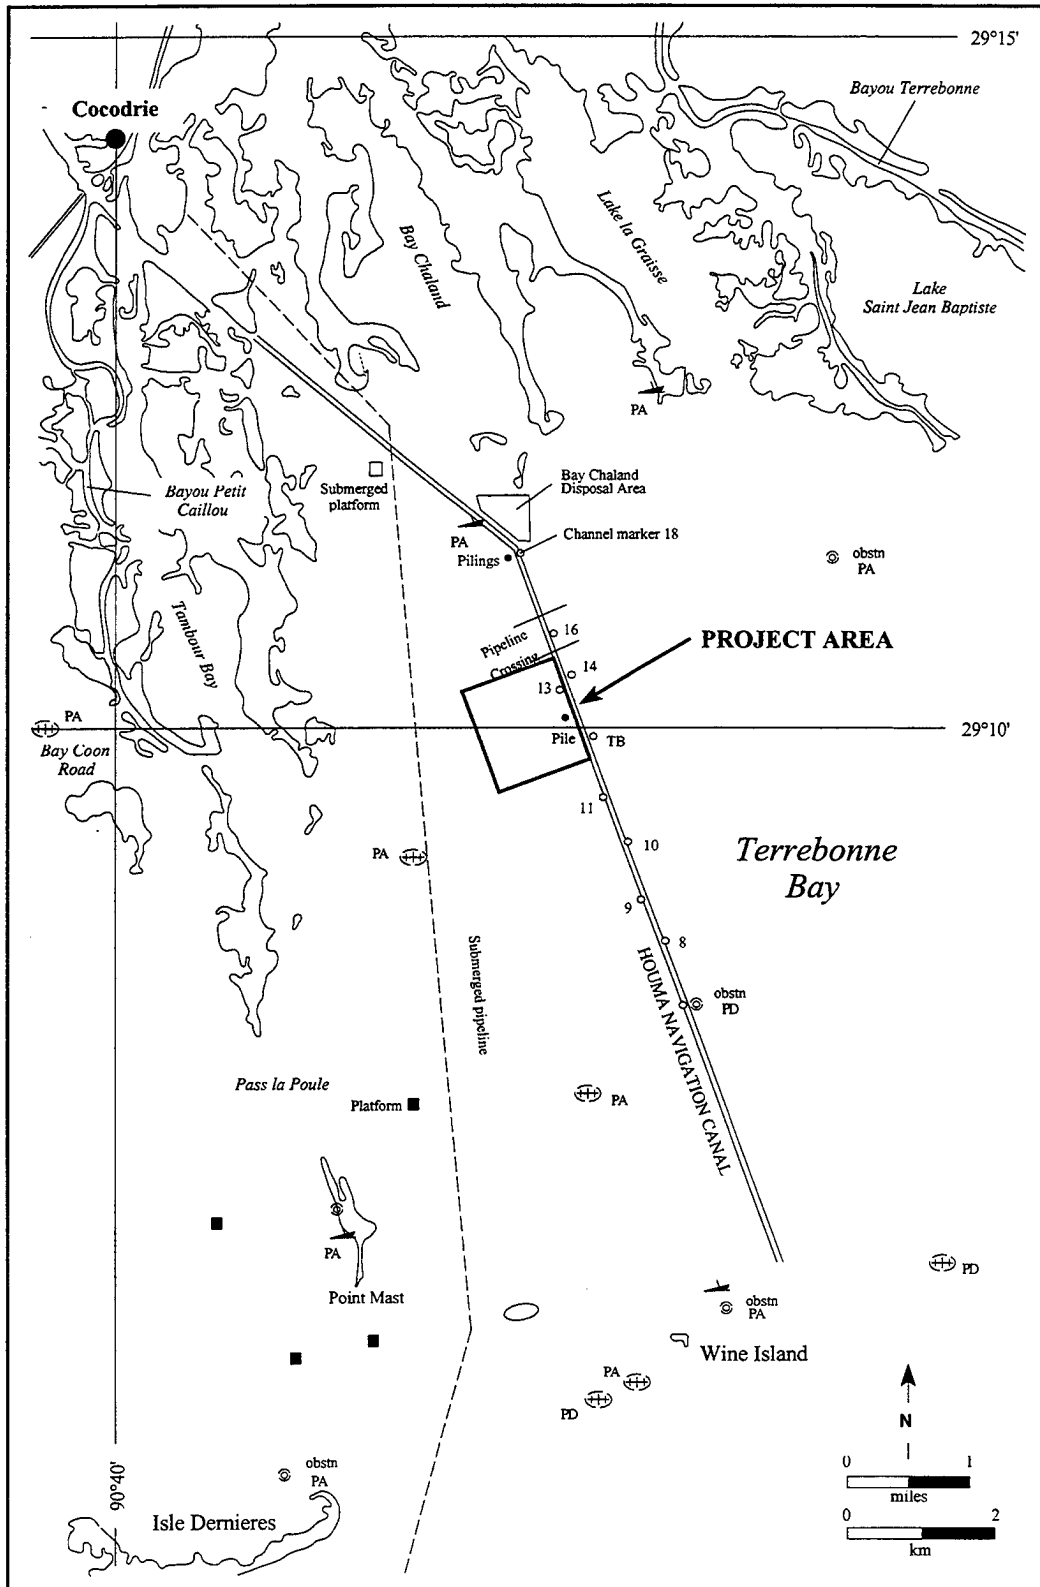 29°15'
Bayou Terrebonne
Cocodrie
Bay Chaland
Lake la Graisse
Lake
Saint Jean Baptiste
PA
Bay Chaland
Disposal Area
Submerged
platform
Bayou Petit
Caillou
PA
Channel marker 18
Pilings
obstn
PA
Tambour Bay
Pipeline
Crossing
16
PROJECT AREA
14
13
PA
Pile
TB
29°10'
Bay Coon
Road
11
10
PA
Terrebonne
Bay
9
8
Submerged pipeline
HOUMA NAVIGATION CANAL
obstn
PD
Pass la Poule
Platform
PA
PA
Point Mast
PD
obstn
PA
Wine Island
PA
PD
N
90°40'
obstn
PA
0 1
miles
Isle Dernieres
0 2
km